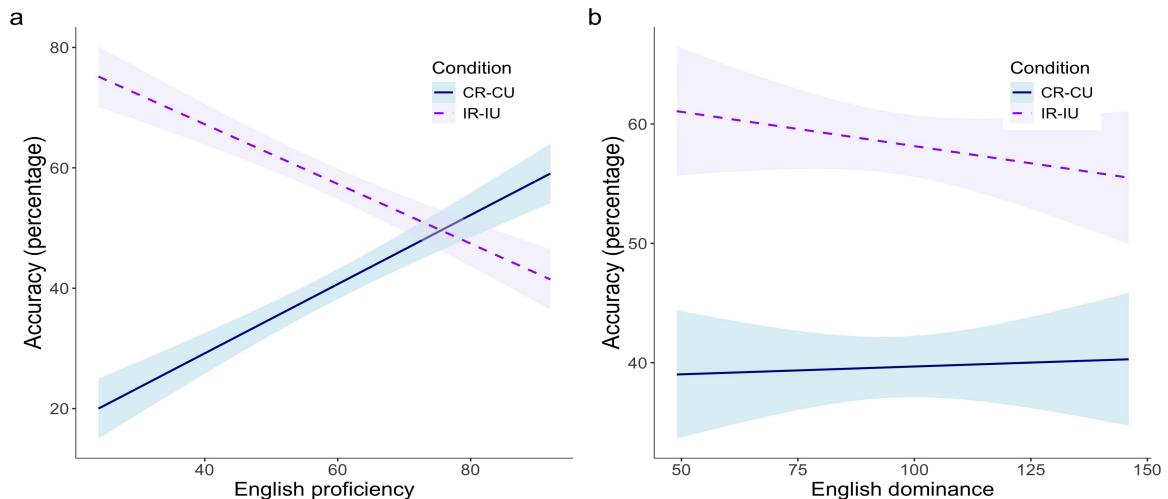 a
Accuracy (percentage)
80
60
40
20
Condition
CR-CU
IR-IU
40
60
80
English proficiency
b
Accuracy (percentage)
60
50
40
Condition
CR-CU
IR-IU
50
75
100
125
150
English dominance